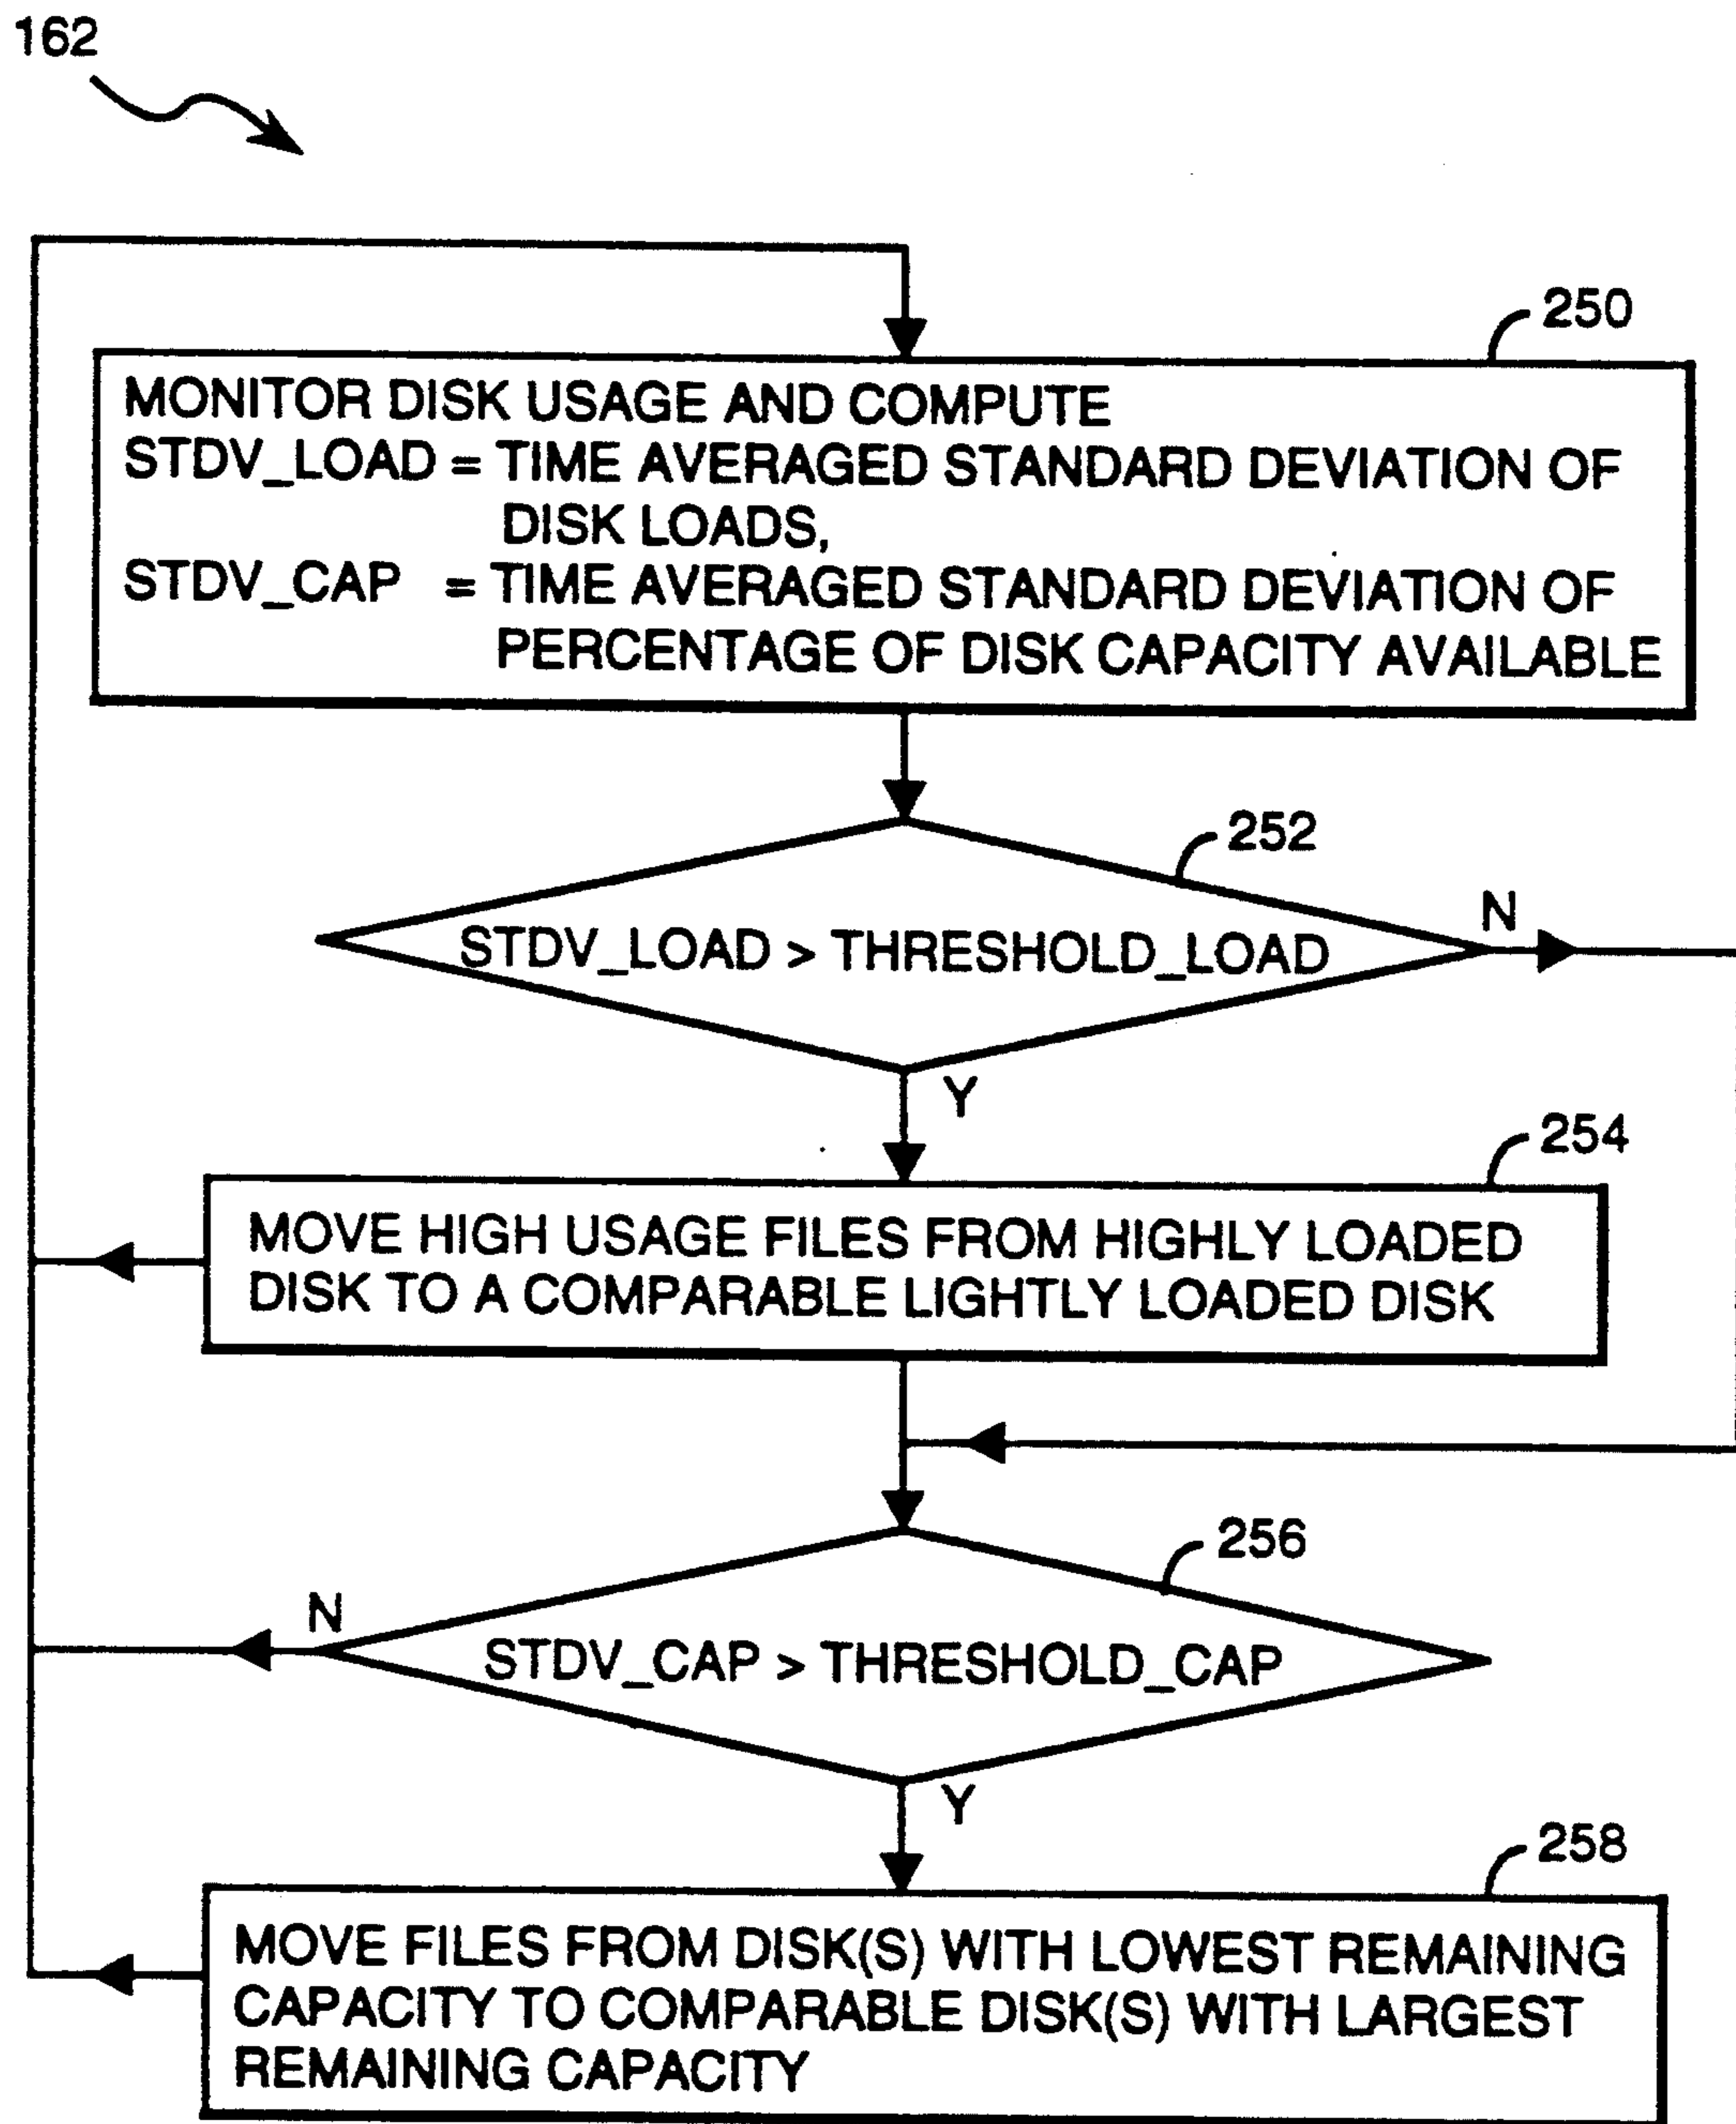 162
250
MONITOR DISK USAGE AND COMPUTE
STDV_LOAD = TIME AVERAGED STANDARD DEVIATION OF
DISK LOADS,
STDV_CAP = TIME AVERAGED STANDARD DEVIATION OF
PERCENTAGE OF DISK CAPACITY AVAILABLE
252
N
STDV_LOAD > THRESHOLD_LOAD
Y
254
MOVE HIGH USAGE FILES FROM HIGHLY LOADED
DISK TO A COMPARABLE LIGHTLY LOADED DISK
256
N
STDV_CAP > THRESHOLD_CAP
Y
258
MOVE FILES FROM DISK(S) WITH LOWEST REMAINING
CAPACITY TO COMPARABLE DISK(S) WITH LARGEST
REMAINING CAPACITY